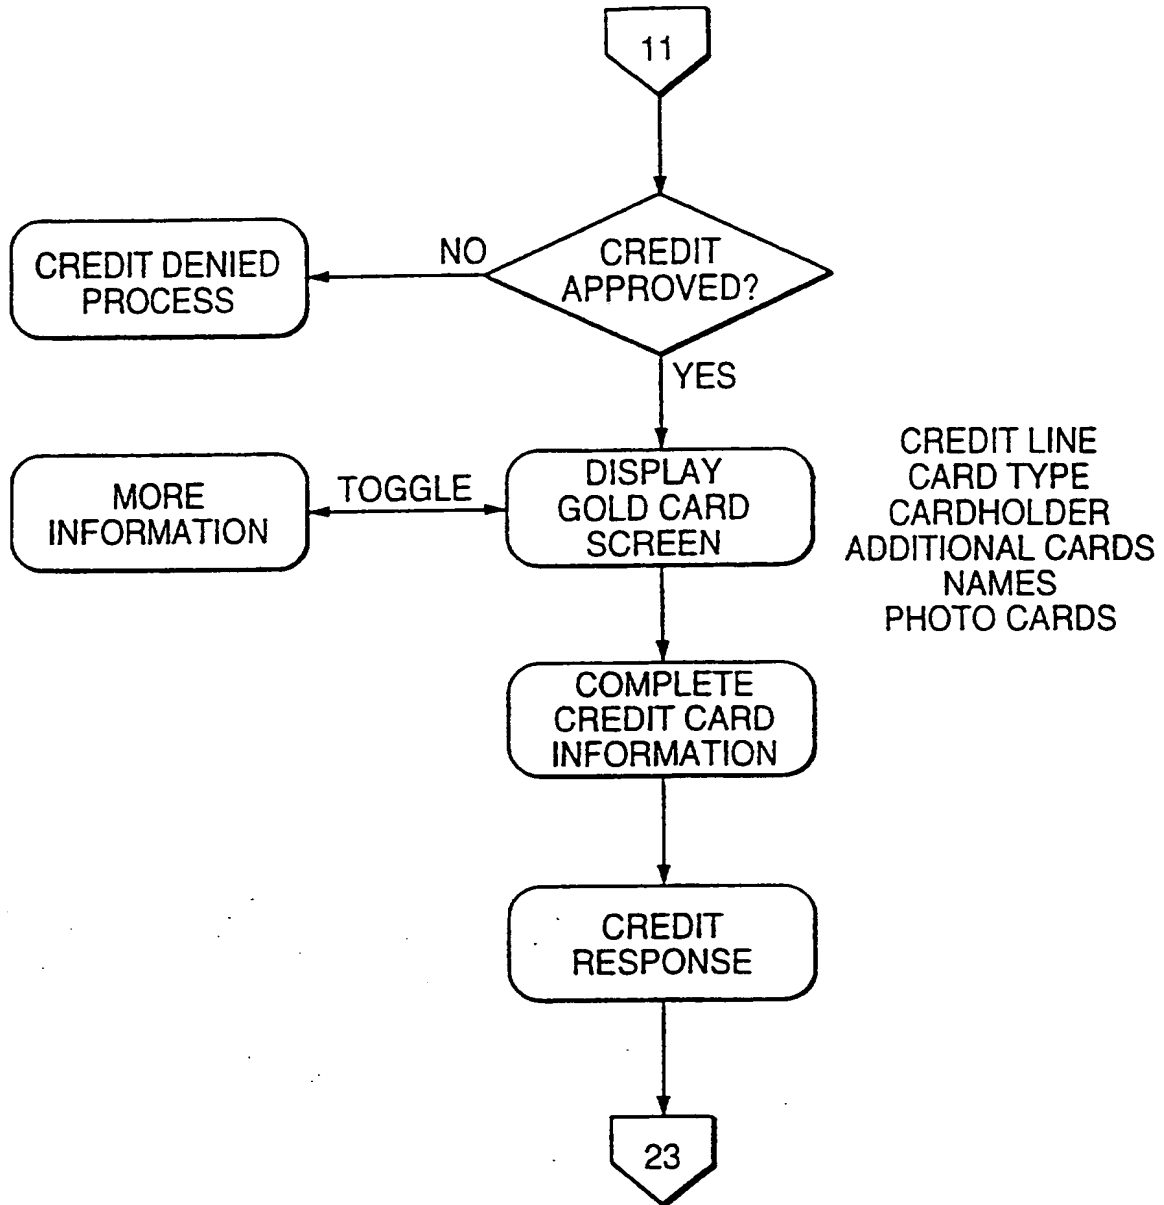 11
CREDIT
APPROVED?
NO
CREDIT DENIED
PROCESS
YES
DISPLAY
GOLD CARD
SCREEN
TOGGLE
MORE
INFORMATION
CREDIT LINE
CARD TYPE
CARDHOLDER
ADDITIONAL CARDS
NAMES
PHOTO CARDS
COMPLETE
CREDIT CARD
INFORMATION
CREDIT
RESPONSE
23